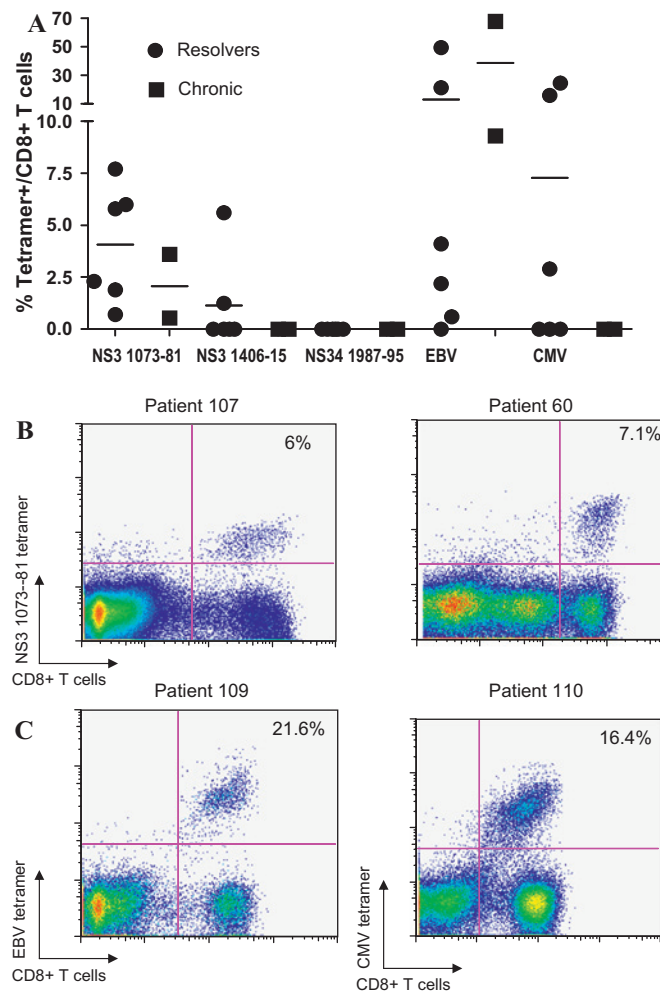 A
% Tetramer+/CD8+ T cells
70
50
30
10
10.0
7.5
5.0
2.5
0.0
Resolvers
Chronic
NS3 1073-81 NS3 1406-15 NS34 1987-95 EBV CMV
B
Patient 107
6%
NS3 1073--81 tetramer
CD8+ T cells
Patient 60
7.1%
C
Patient 109
21.6%
EBV tetramer
CD8+ T cells
Patient 110
16.4%
CMV tetramer
CD8+ T cells